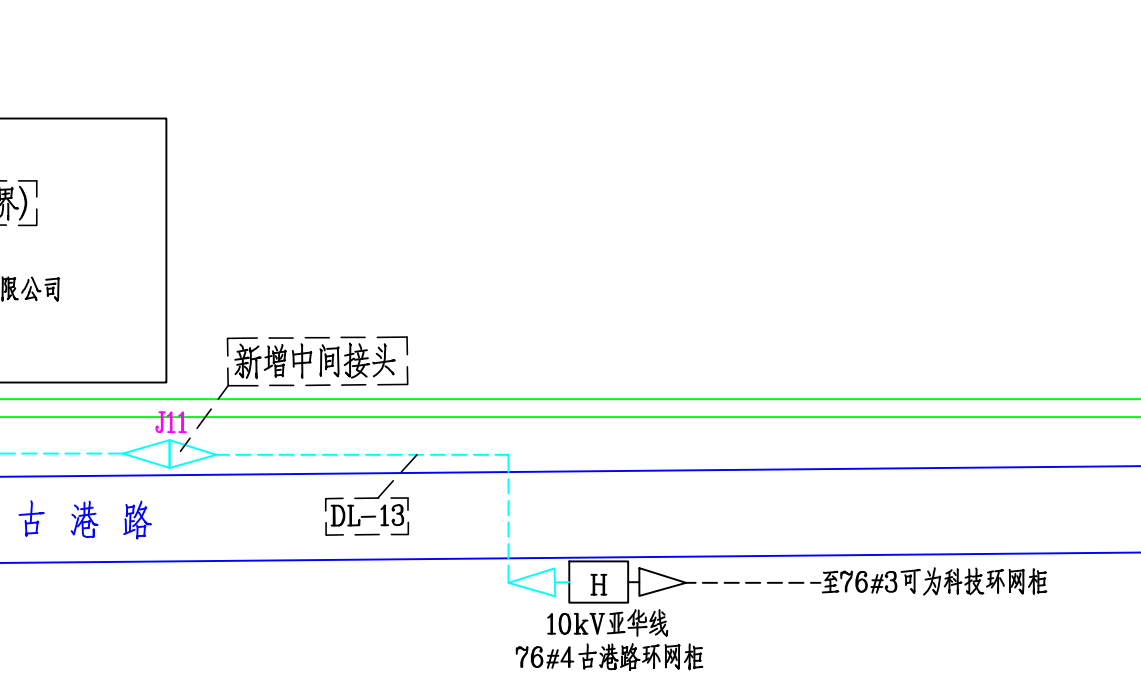 界)
限公司
新增中间接头
J11
古港路
DL-13
H
至76#3可为科技环网柜
10kV亚华线
76#4古港路环网柜